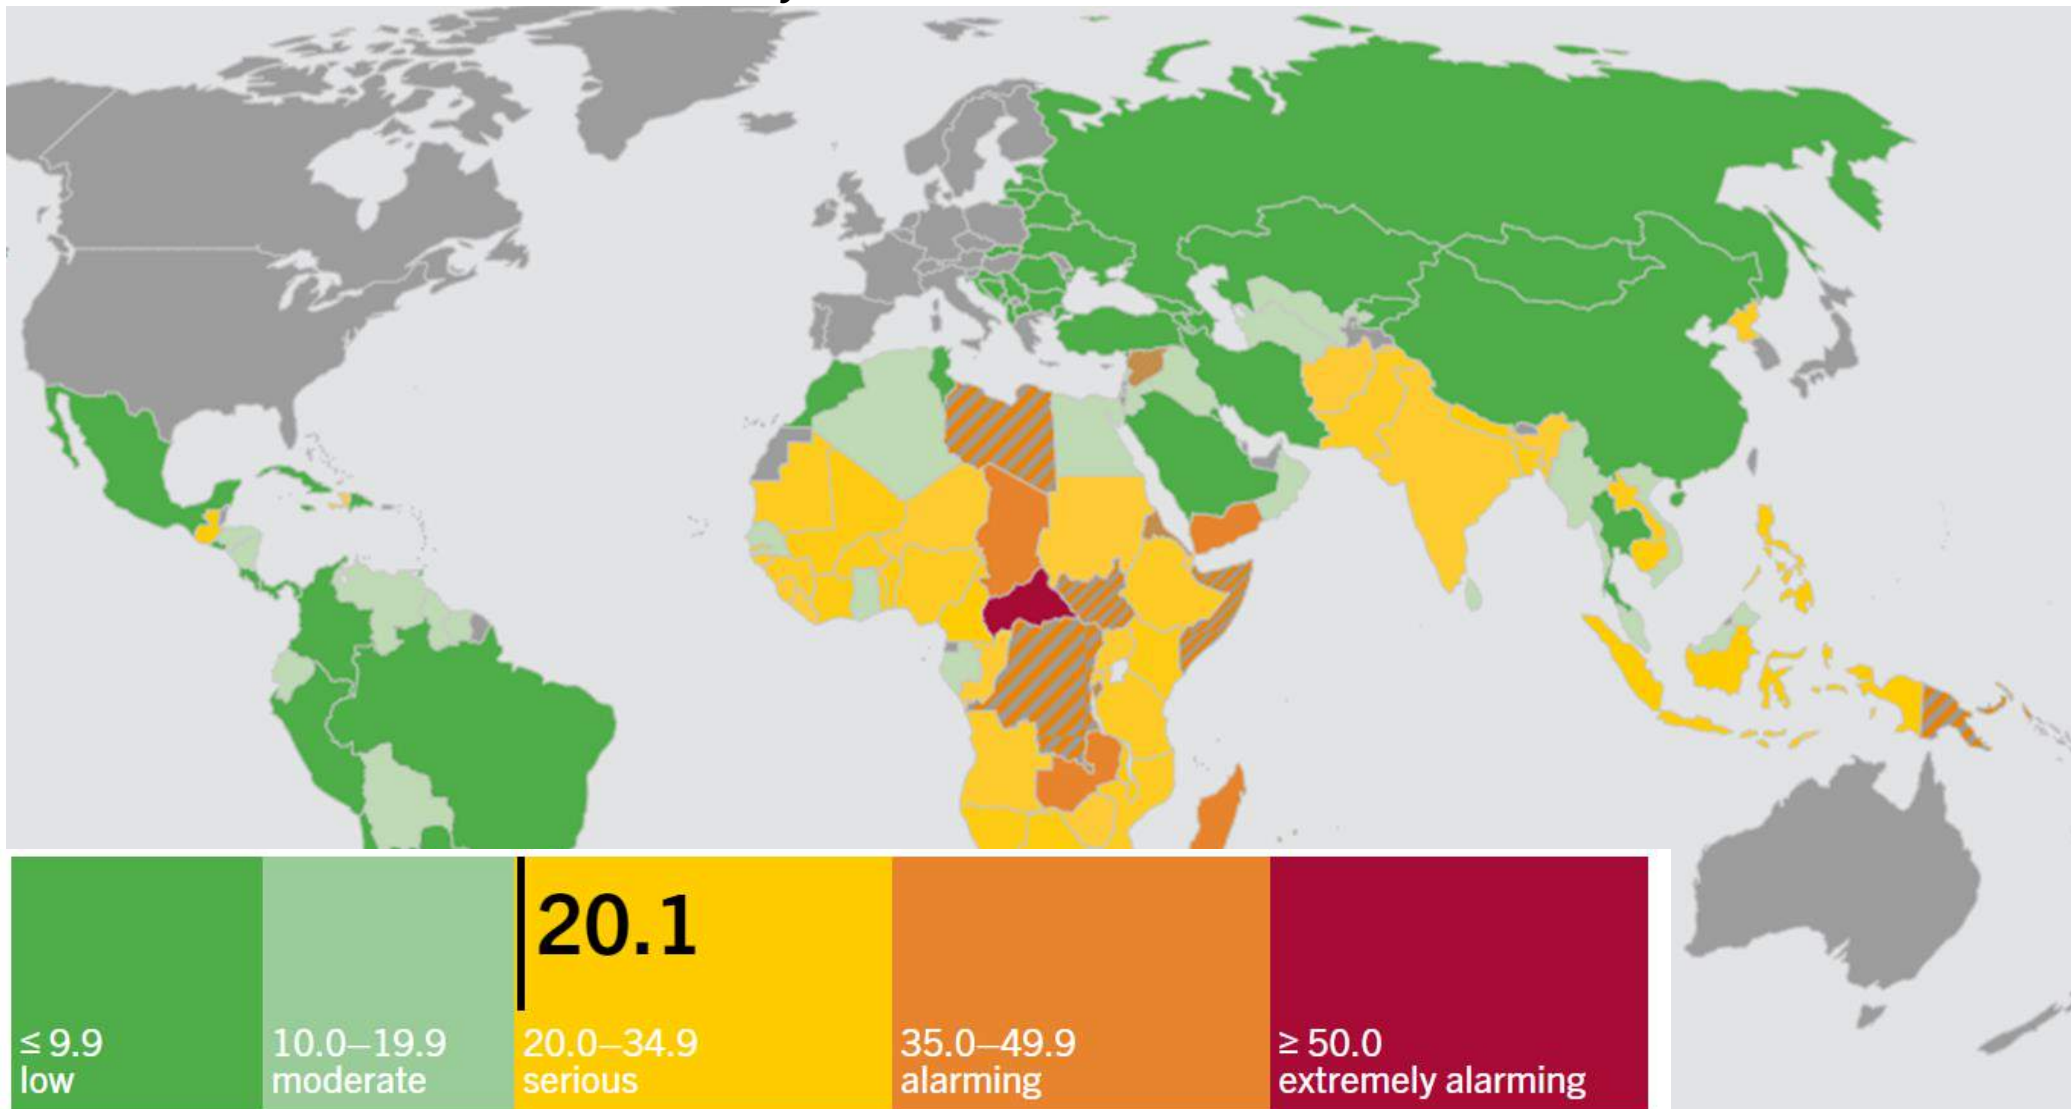 20.1
≤ 9.9
low
10.0–19.9
moderate
20.0–34.9
serious
35.0–49.9
alarming
≥ 50.0
extremely alarming